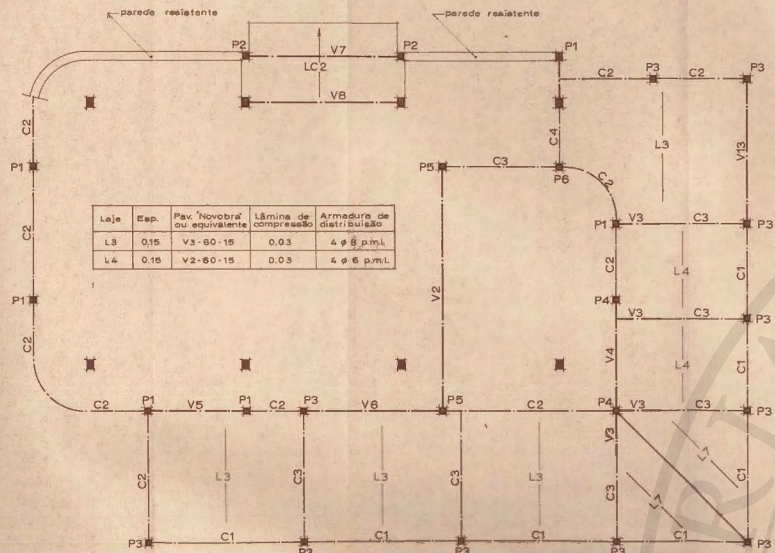 parede resistente
parede resistente
P2 V7 P2 P1
LC2
C2 P3 C2 P3
V8
C2 C4 L3 V13
P1 P5 C3 P6
C2
Laje Esp. Pav. "Novobra" ou equivalente Lâmina de compressão Armadura de distribuição
L3 0,15 V3-60-15 0.03 4 ø 8 p.m.l.
L4 0.15 V2-60-15 0.03 4 ø 6 p.m.l.
P1 V3 C3 P3
C2 V2 C2 L4 C1
P1 P4
V3 C3 P3
C2 V4 L4 C1
C2 P1 V5 P1 C2 P3 V6 P5 C2 P4 V3 C3 P3
V3
C2 L3 C3 L3 C3 L3 C3 L7 L7 C1
P3 C1 P3 C1 P3 C1 P3 C1 P3